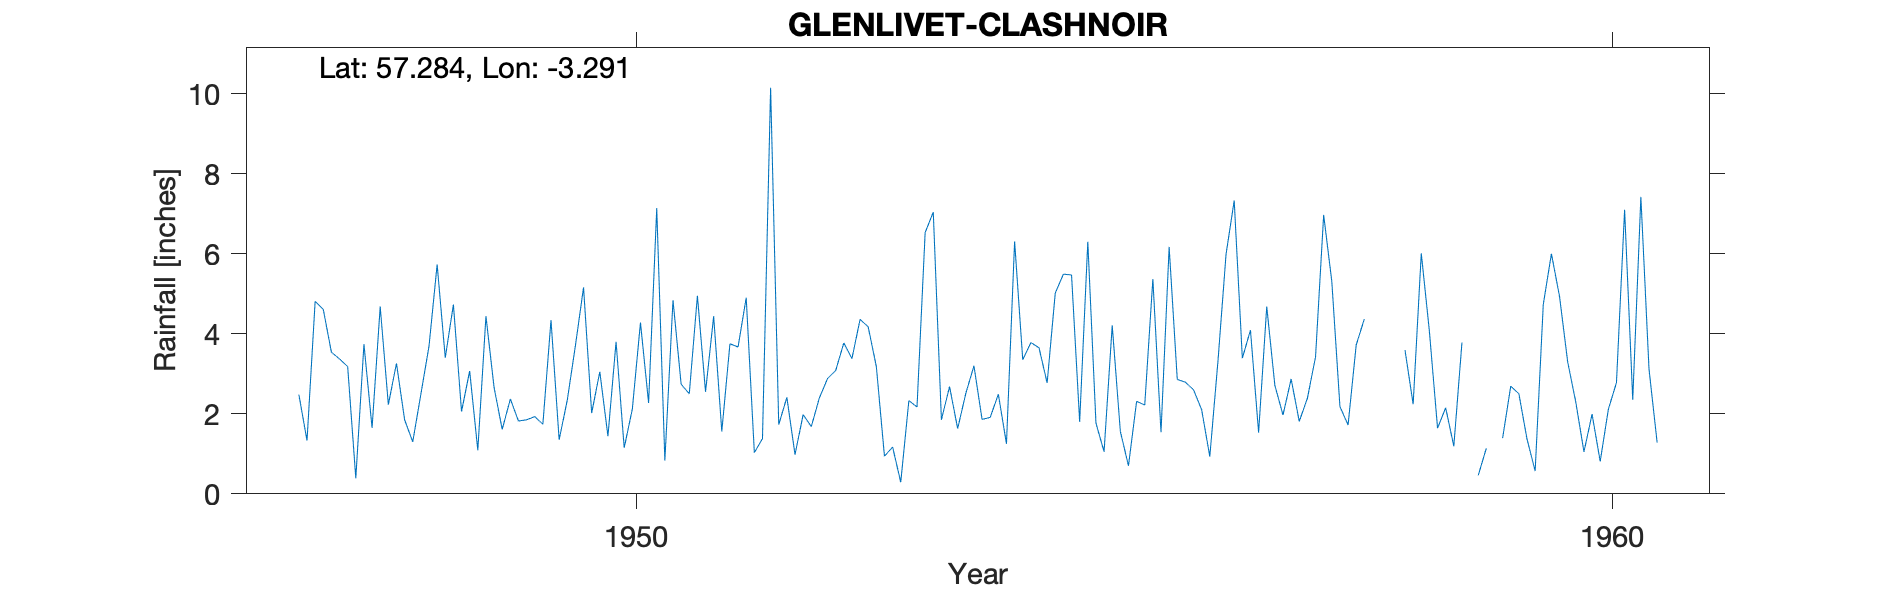 GLENLIVET-CLASHNOIR
Lat: 57.284, Lon: -3.291
10
8
6
4
2
0
Rainfall [inches]
1950
1960
Year